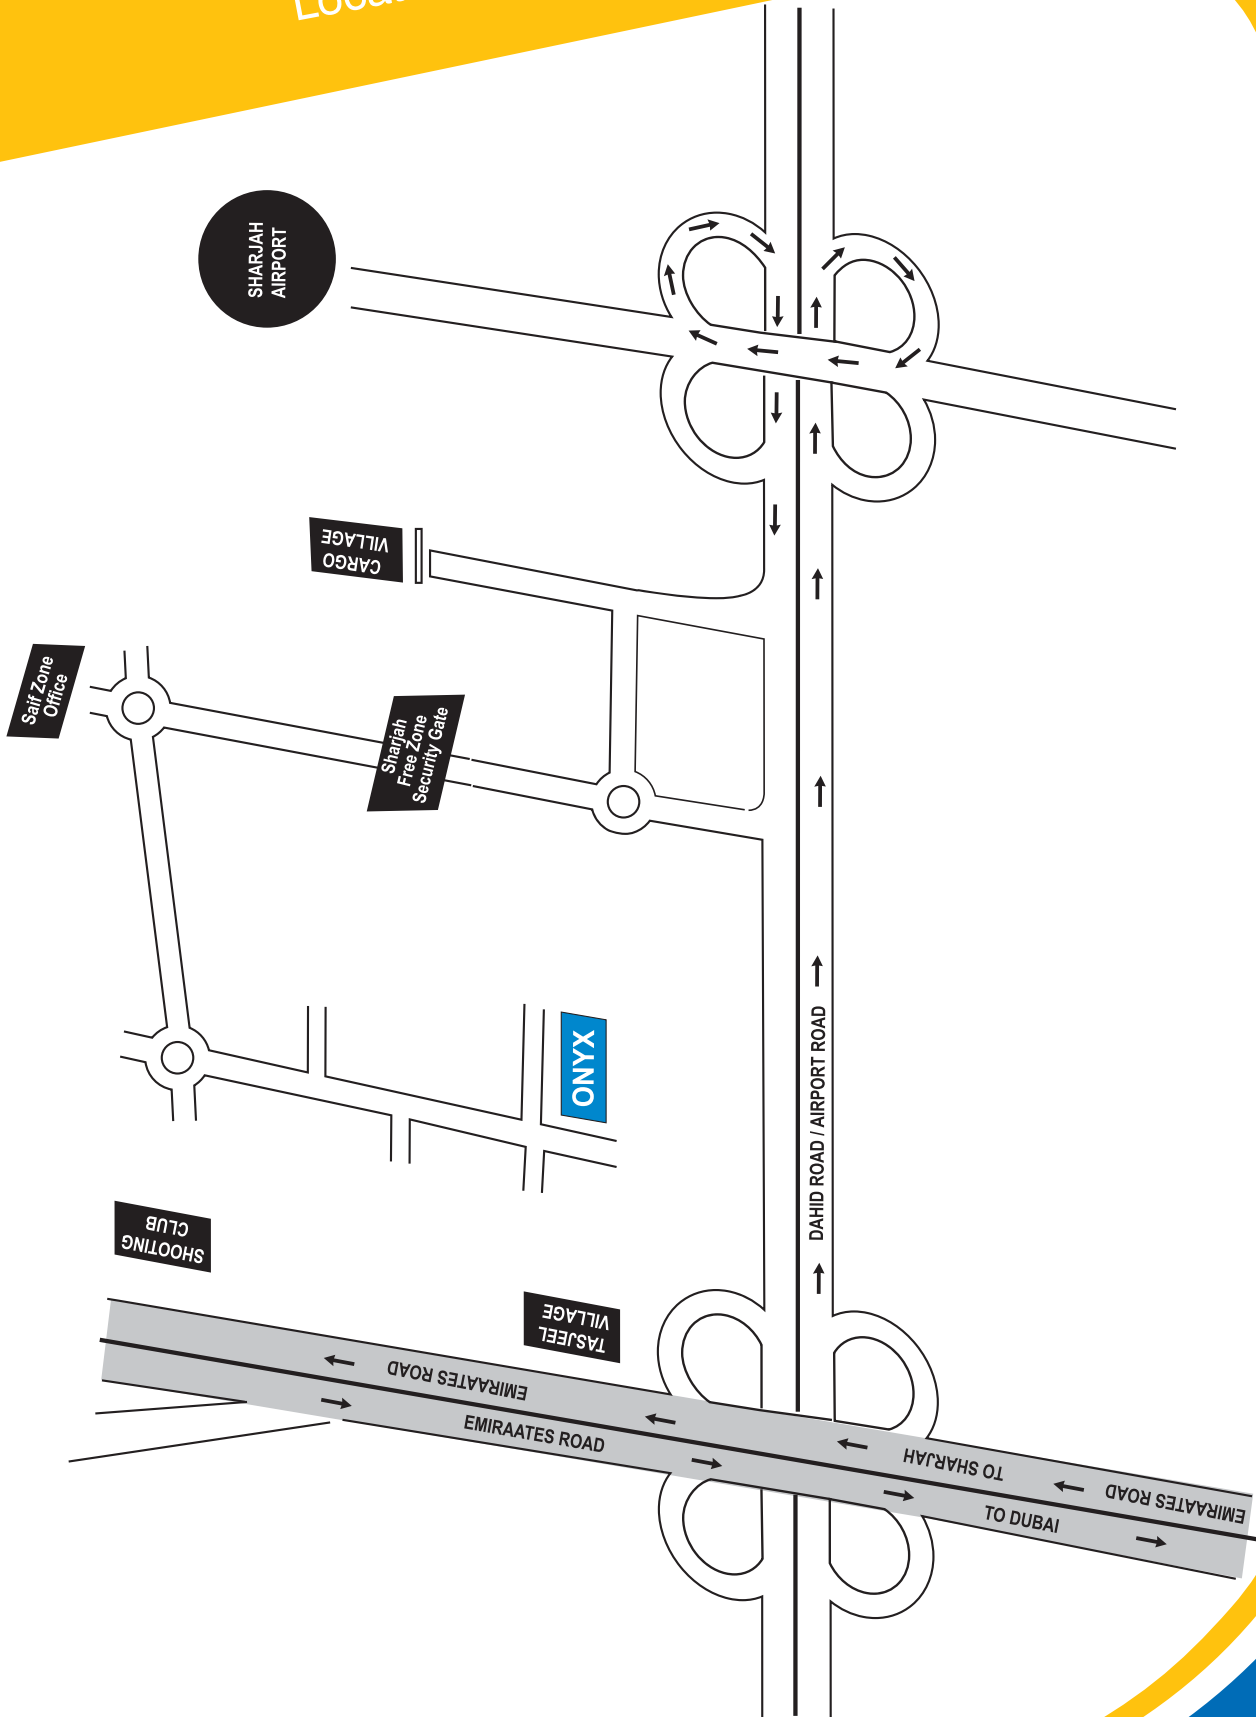 SHARJAH
AIRPORT
CARGO
VILLAGE
Saif Zone
Office
Sharjah
Free Zone
Security Gate
ONYX
DAHID ROAD / AIRPORT ROAD
SHOOTING
CLUB
TASJEEL
VILLAGE
EMIRAATES ROAD
EMIRAATES ROAD
TO SHARJAH
EMIRAATES ROAD
TO DUBAI